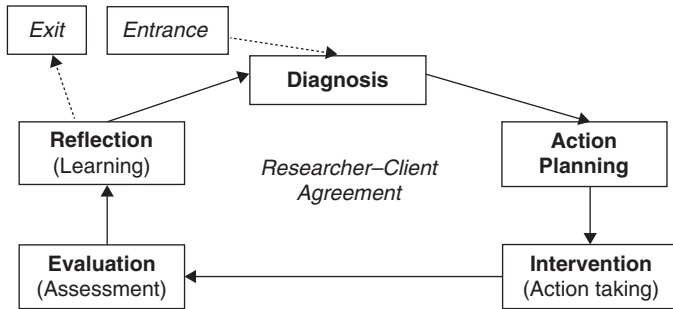 Exit
Entrance
Diagnosis
Reflection
(Learning)
Action
Planning
Researcher–Client
Agreement
Evaluation
(Assessment)
Intervention
(Action taking)